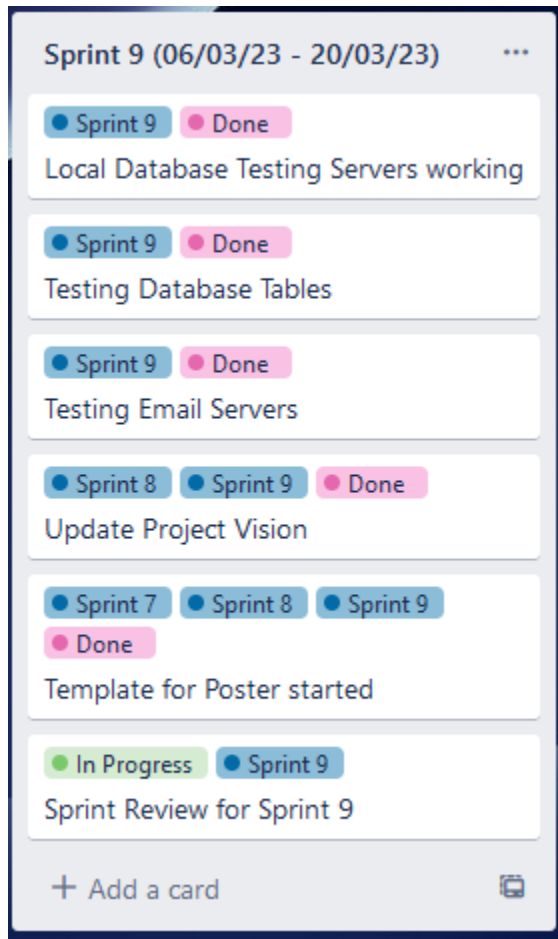 Sprint 9 (06/03/23 - 20/03/23)
Sprint 9 Done
Local Database Testing Servers working
Sprint 9 Done
Testing Database Tables
Sprint 9 Done
Testing Email Servers
Sprint 8 Sprint 9 Done
Update Project Vision
Sprint 7 Sprint 8 Sprint 9
Done
Template for Poster started
In Progress Sprint 9
Sprint Review for Sprint 9
+ Add a card